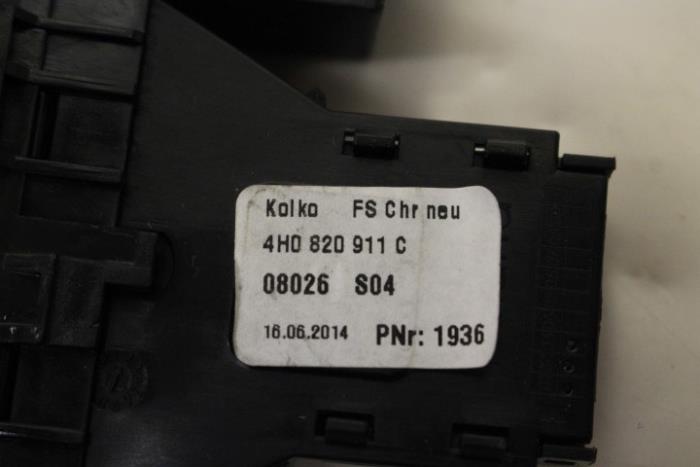 Kolko FS Chr neu
4H0 820 911 C
08026 S04
16.06.2014 PNr: 1936